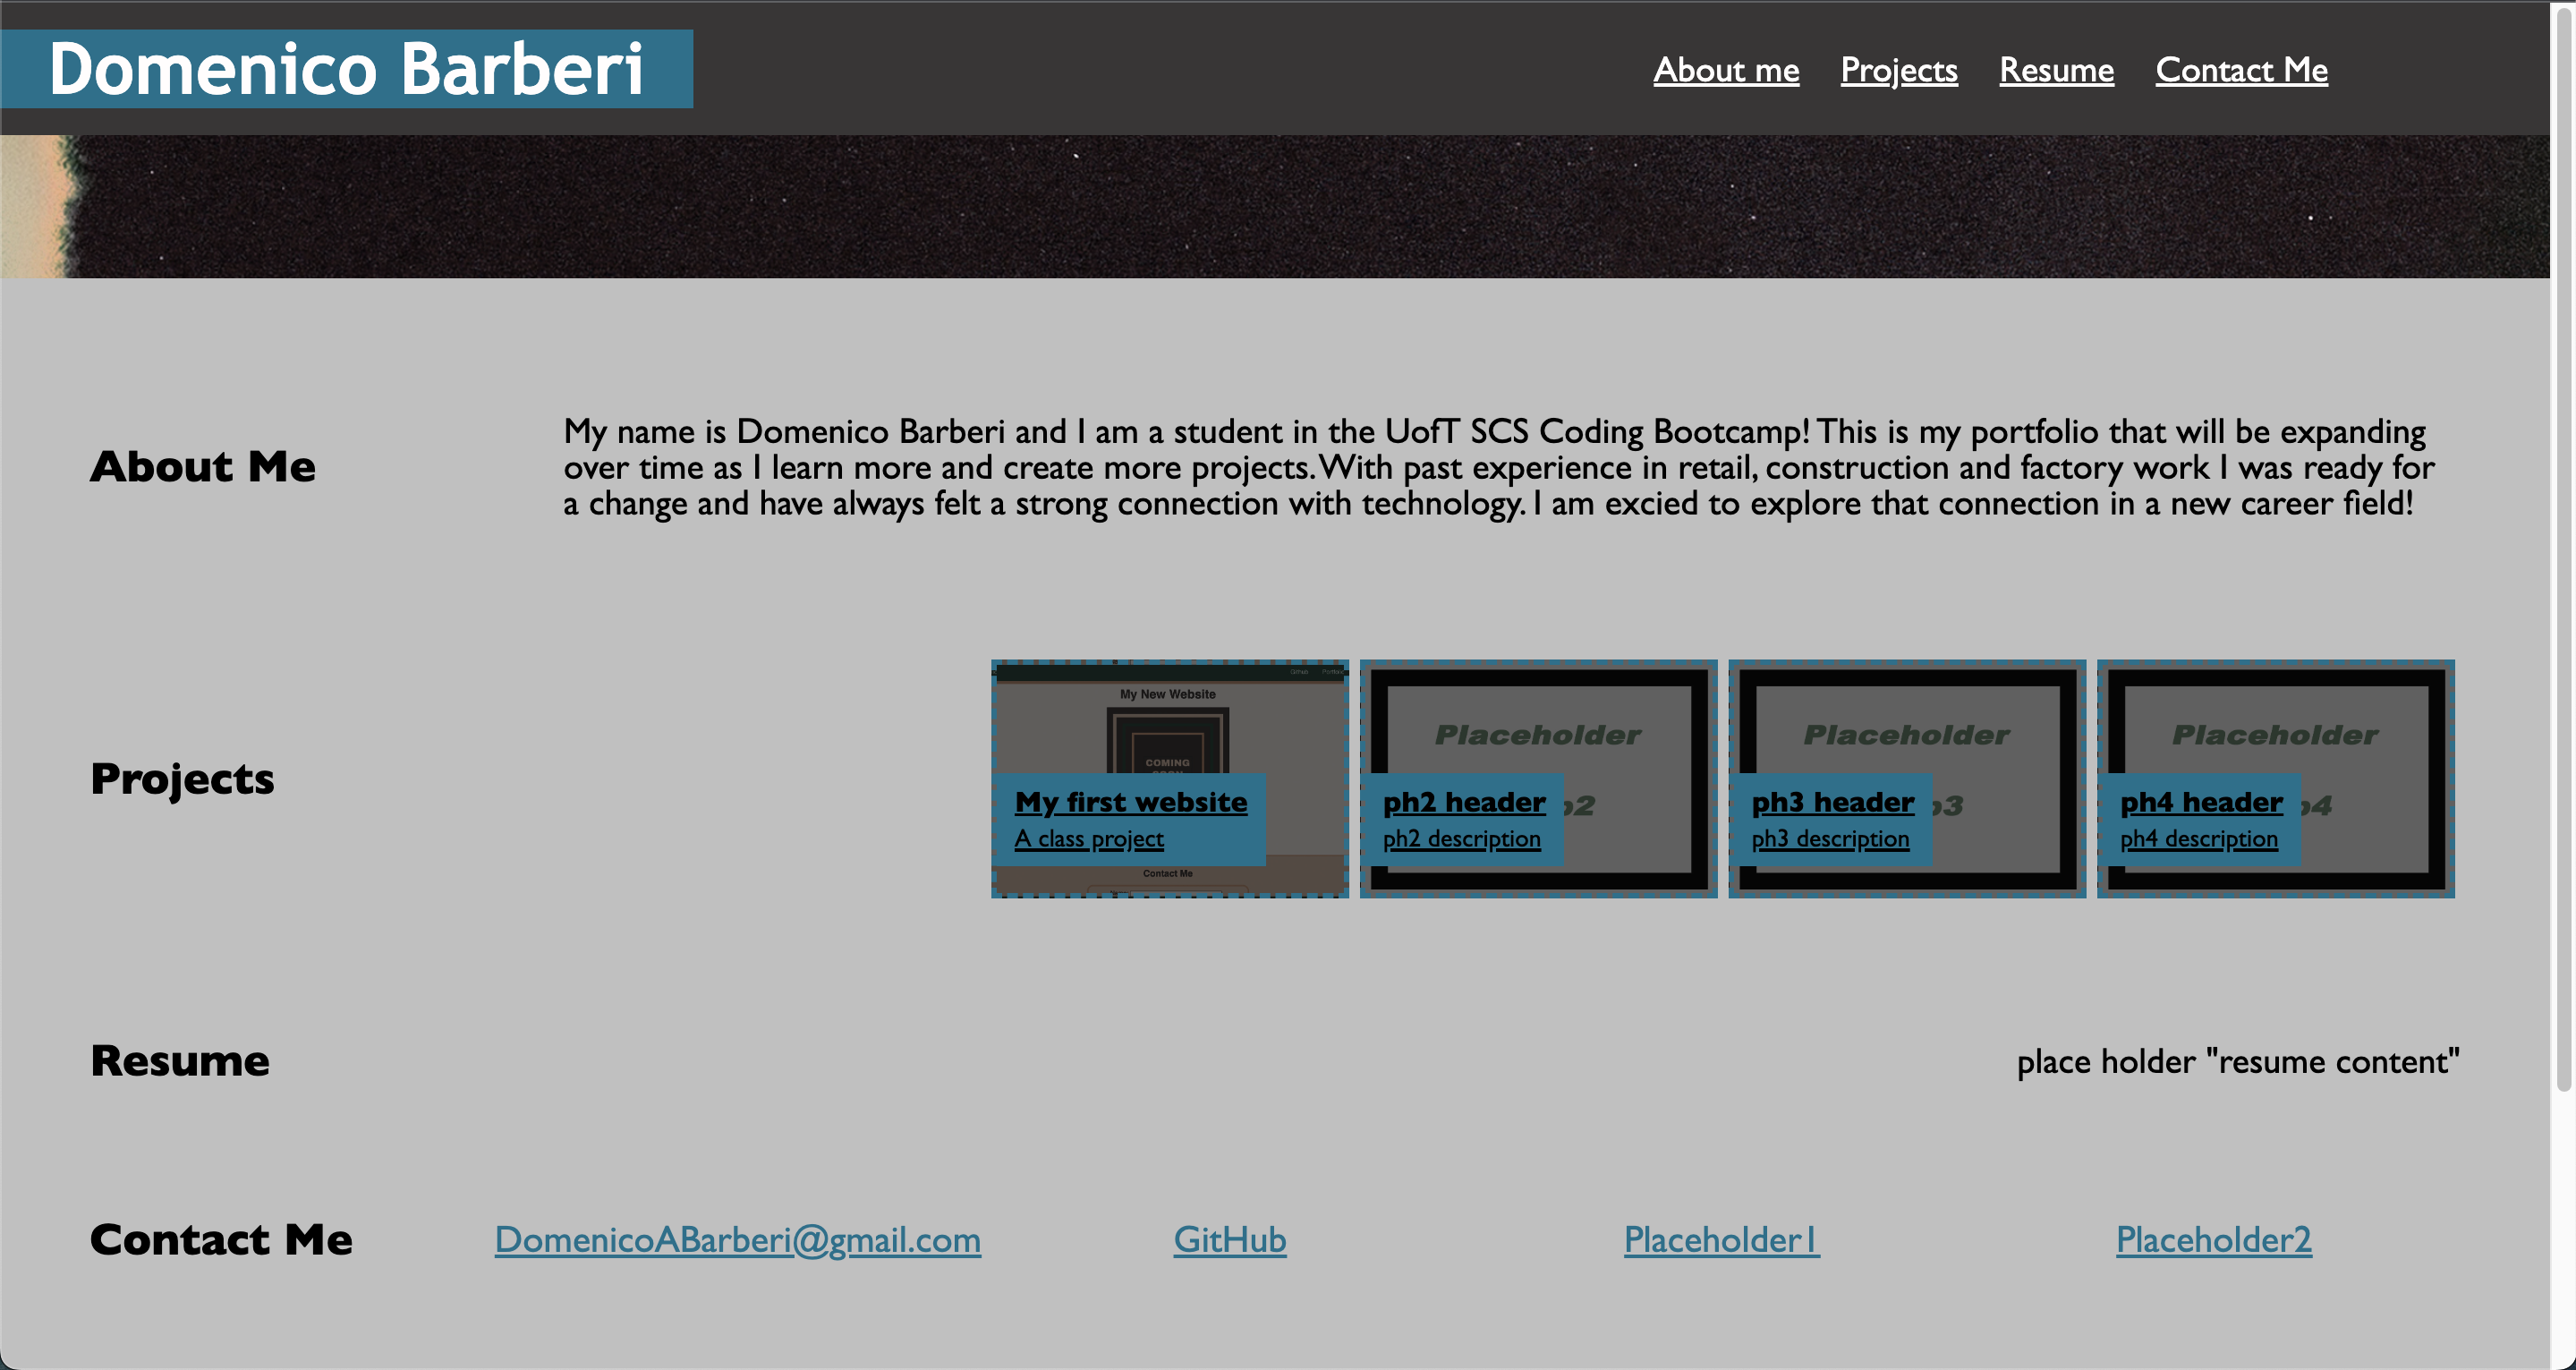 Domenico Barberi
About me Projects Resume Contact Me
About Me
My name is Domenico Barberi and I am a student in the UofT SCS Coding Bootcamp! This is my portfolio that will be expanding
over time as I learn more and create more projects. With past experience in retail, construction and factory work I was ready for
a change and have always felt a strong connection with technology. I am excied to explore that connection in a new career field!
Projects
GitHub
My New Website
COMING
My first website
A class project
Contact Me
Placeholder
ph2 header
ph2 description
Placeholder
ph3 header
ph3 description
Placeholder
ph4 header
ph4 description
Resume
place holder "resume content"
Contact Me
DomenicoABarberi@gmail.com GitHub Placeholder1 Placeholder2